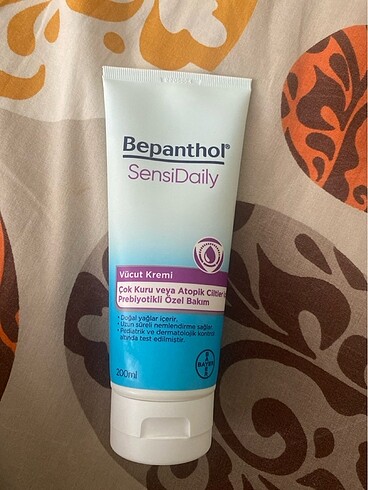 Bepanthol®
SensiDaily
Vücut Kremi
Çok Kuru veya Atopik Ciltler
Prebiyotikli Özel Bakım
• Doğal yağlar içerir.
• Uzun süreli nemlendirme sağlar.
• Pediatrik ve dermatolojik kontrol
altında test edilmiştir.
BAYER
BAYER
200ml